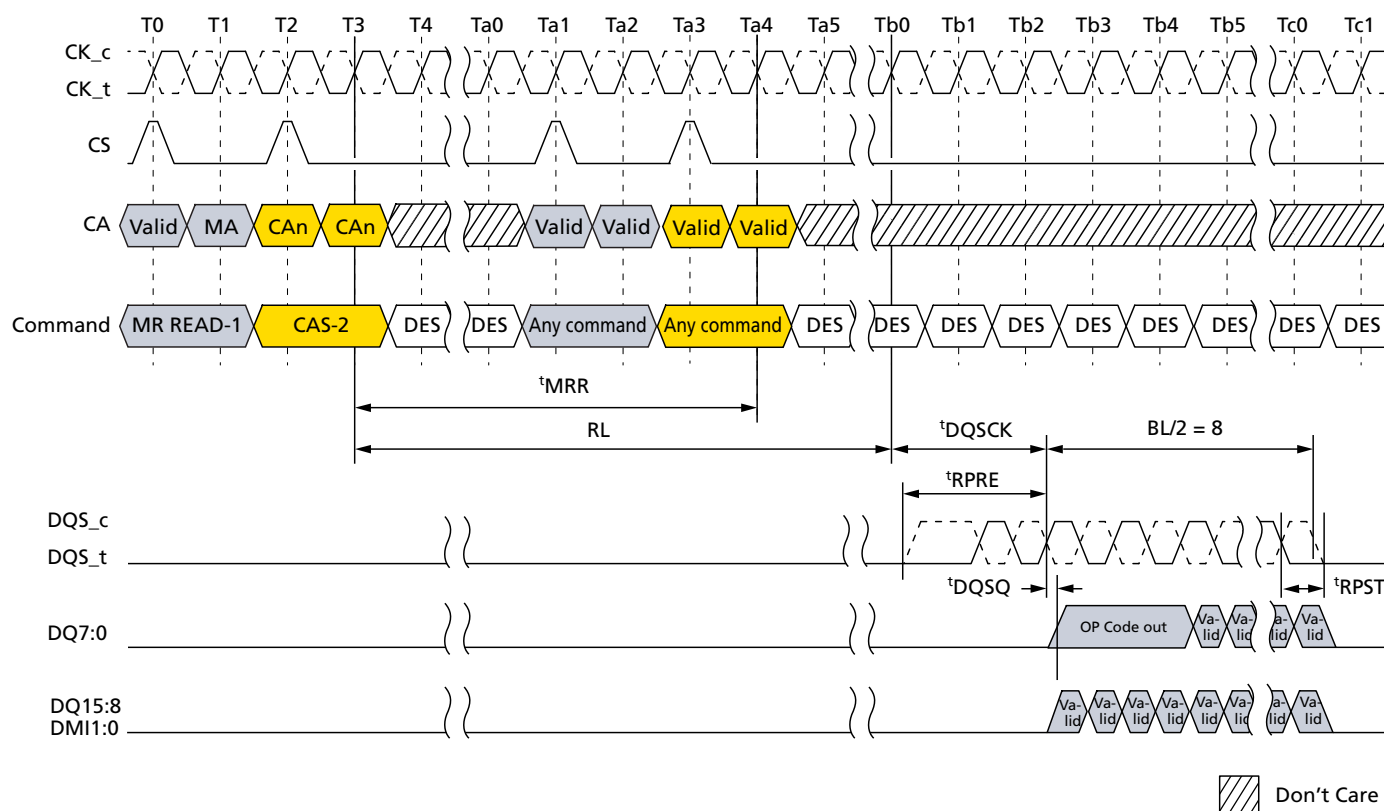 T0 T1 T2 T3 T4 Ta0 Ta1 Ta2 Ta3 Ta4 Ta5 Tb0 Tb1 Tb2 Tb3 Tb4 Tb5 Tc0 Tc1
CK_c
CK_t
CS
CA Valid MA CAn CAn Valid Valid Valid Valid
Command MR READ-1 CAS-2 DES DES Any command Any command DES DES DES DES DES DES DES DES DES
tMRR
RL tDQSCK BL/2 = 8
tRPRE
DQS_c
DQS_t
tDQSQ tRPST
DQ7:0 OP Code out Va-lid Va-lid a-lid Va-lid
DQ15:8
DMI1:0 Va-lid Va-lid Va-lid Va-lid Va-lid Va-lid a-lid Va-lid
Don't Care